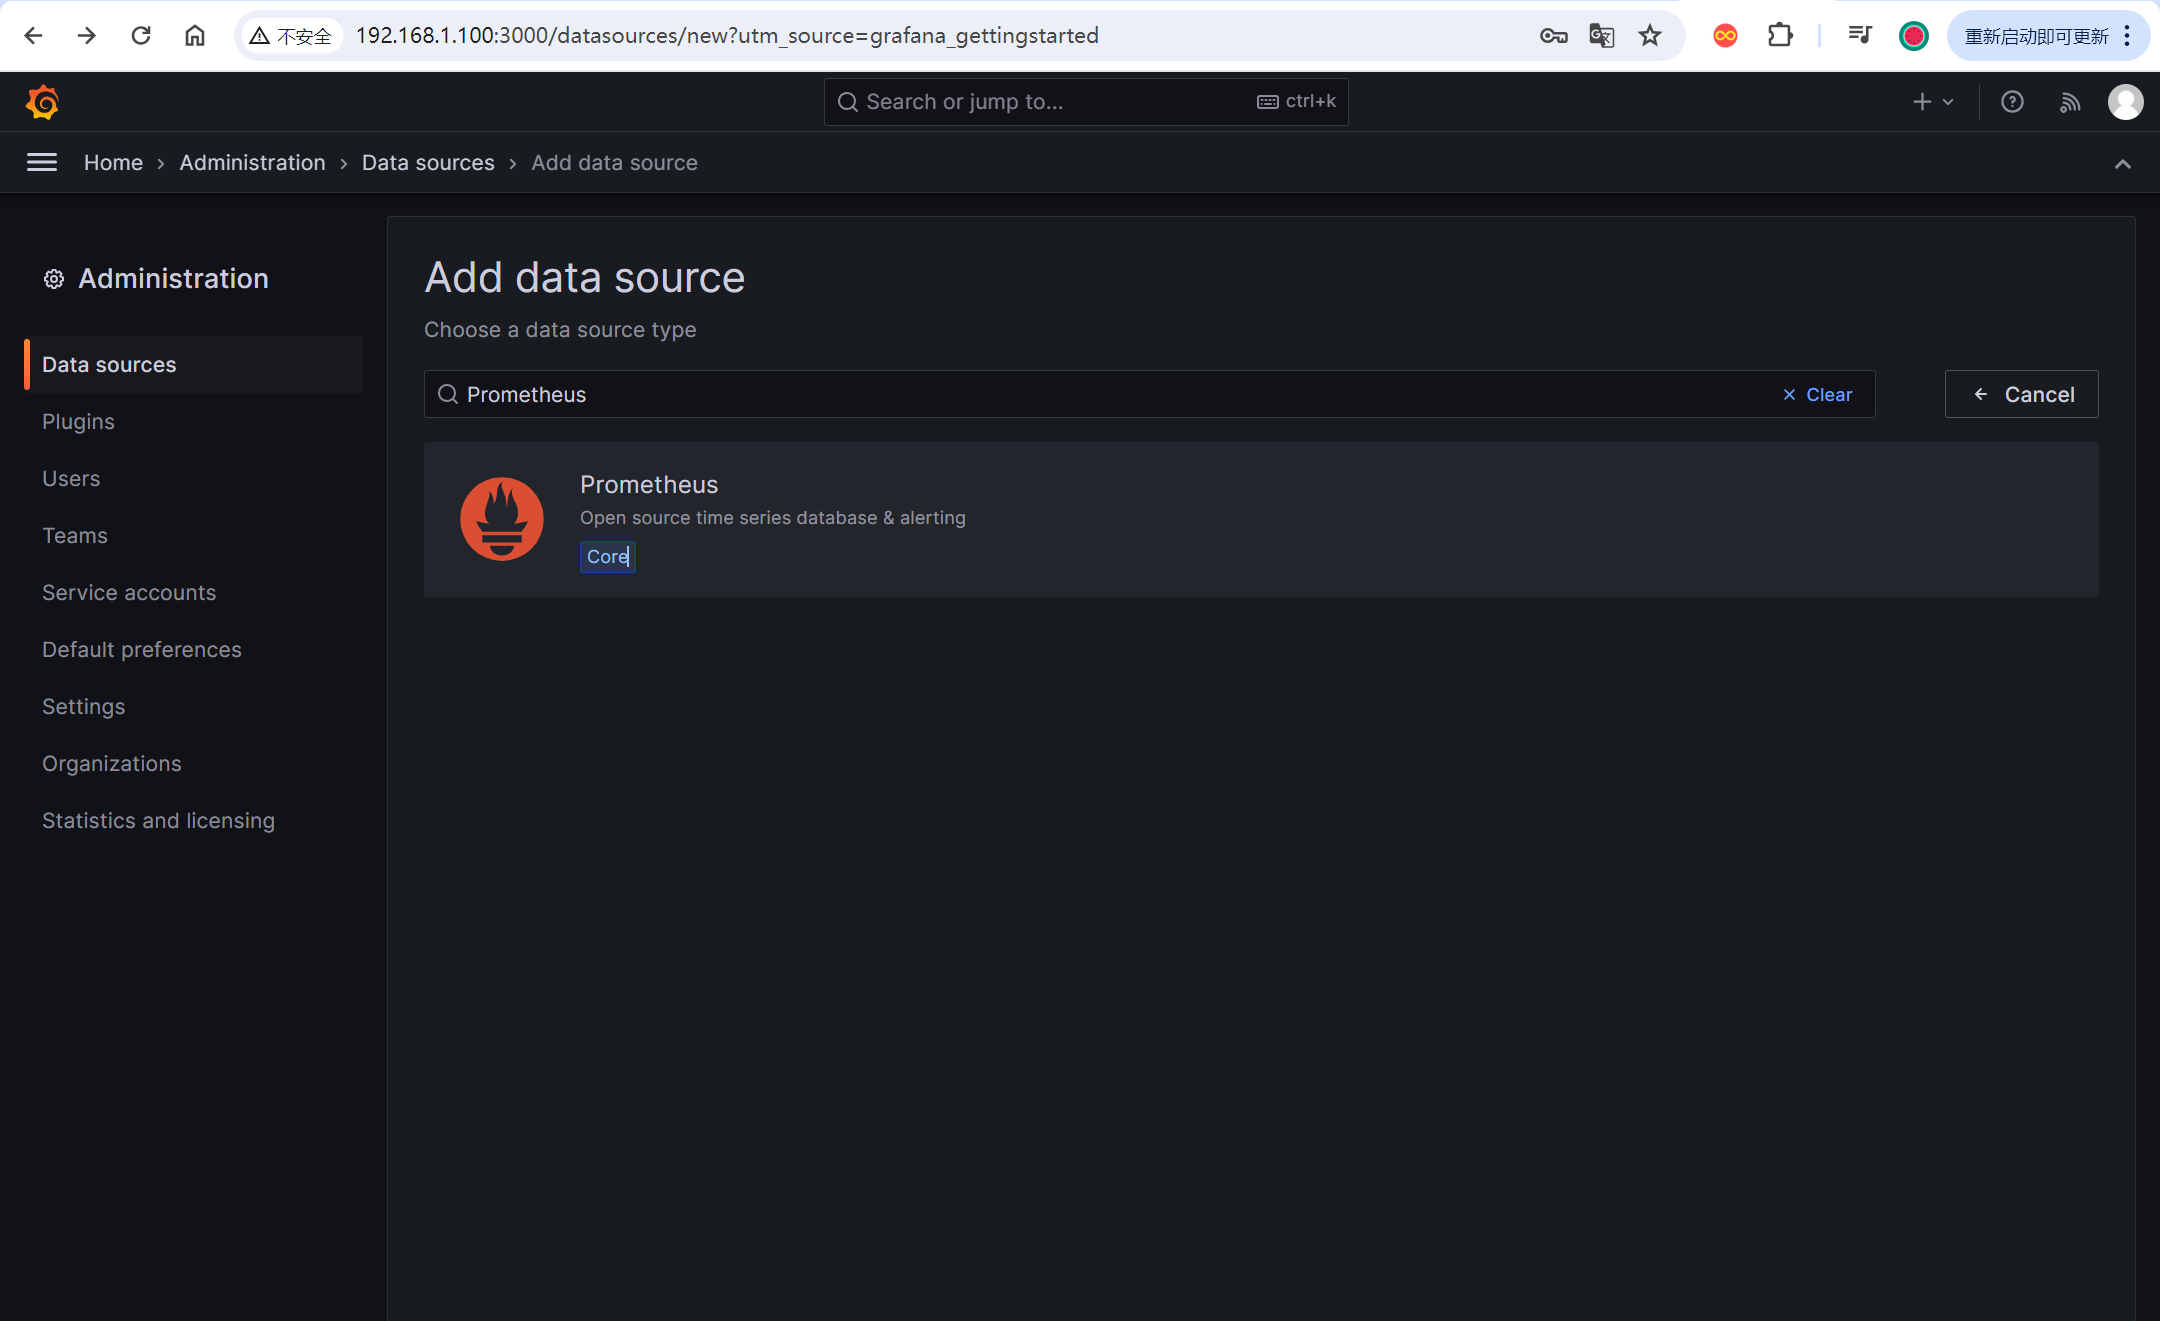 不安全
192.168.1.100:3000/datasources/new?utm_source=grafana_gettingstarted
重新启动即可更新
Search or jump to...
ctrl+k
Home › Administration › Data sources › Add data source
Administration
Data sources
Plugins
Users
Teams
Service accounts
Default preferences
Settings
Organizations
Statistics and licensing
Add data source
Choose a data source type
Prometheus
Clear
Cancel
Prometheus
Open source time series database & alerting
Core